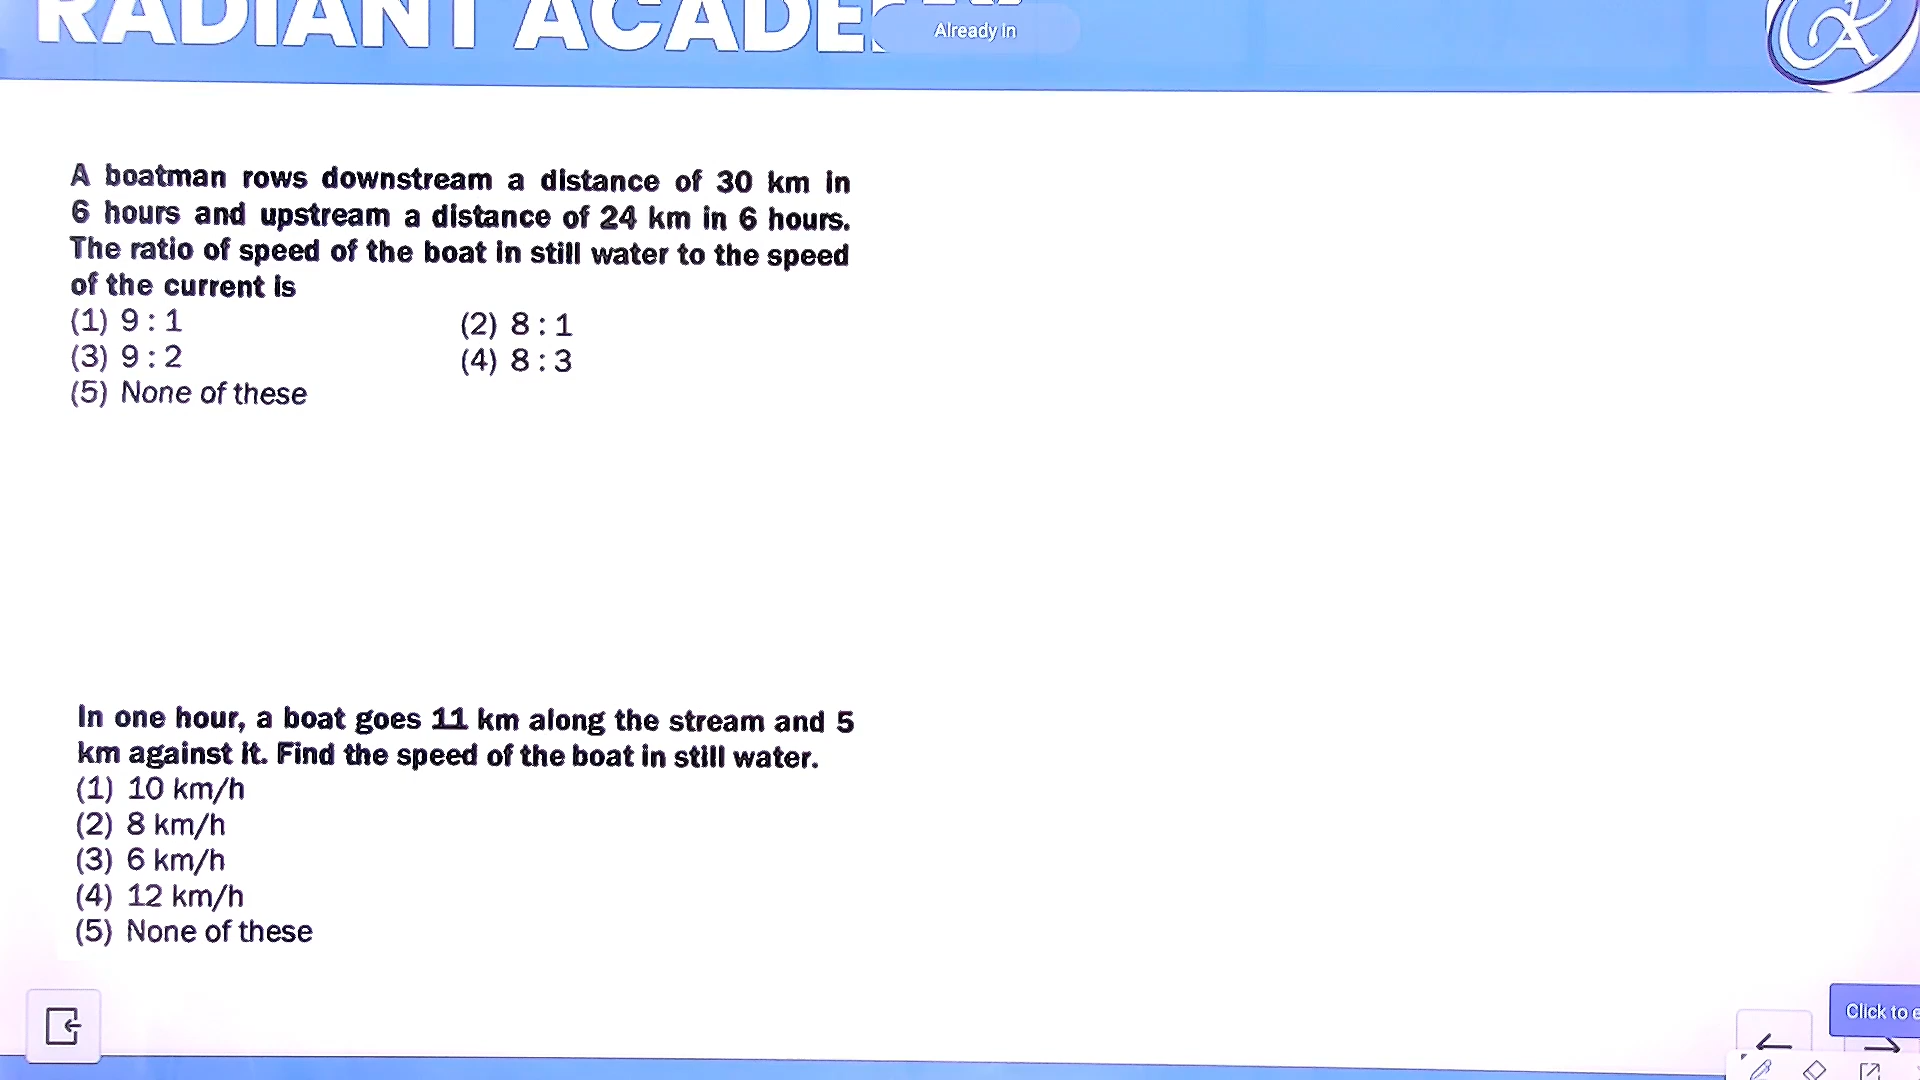 RADIANT ACADE
Already in
A boatman rows downstream a distance of 30 km in
6 hours and upstream a distance of 24 km in 6 hours.
The ratio of speed of the boat in still water to the speed
of the current is
(1) 9 : 1 (2) 8 : 1
(3) 9 : 2 (4) 8 : 3
(5) None of these
In one hour, a boat goes 11 km along the stream and 5
km against it. Find the speed of the boat in still water.
(1) 10 km/h
(2) 8 km/h
(3) 6 km/h
(4) 12 km/h
(5) None of these
Click to